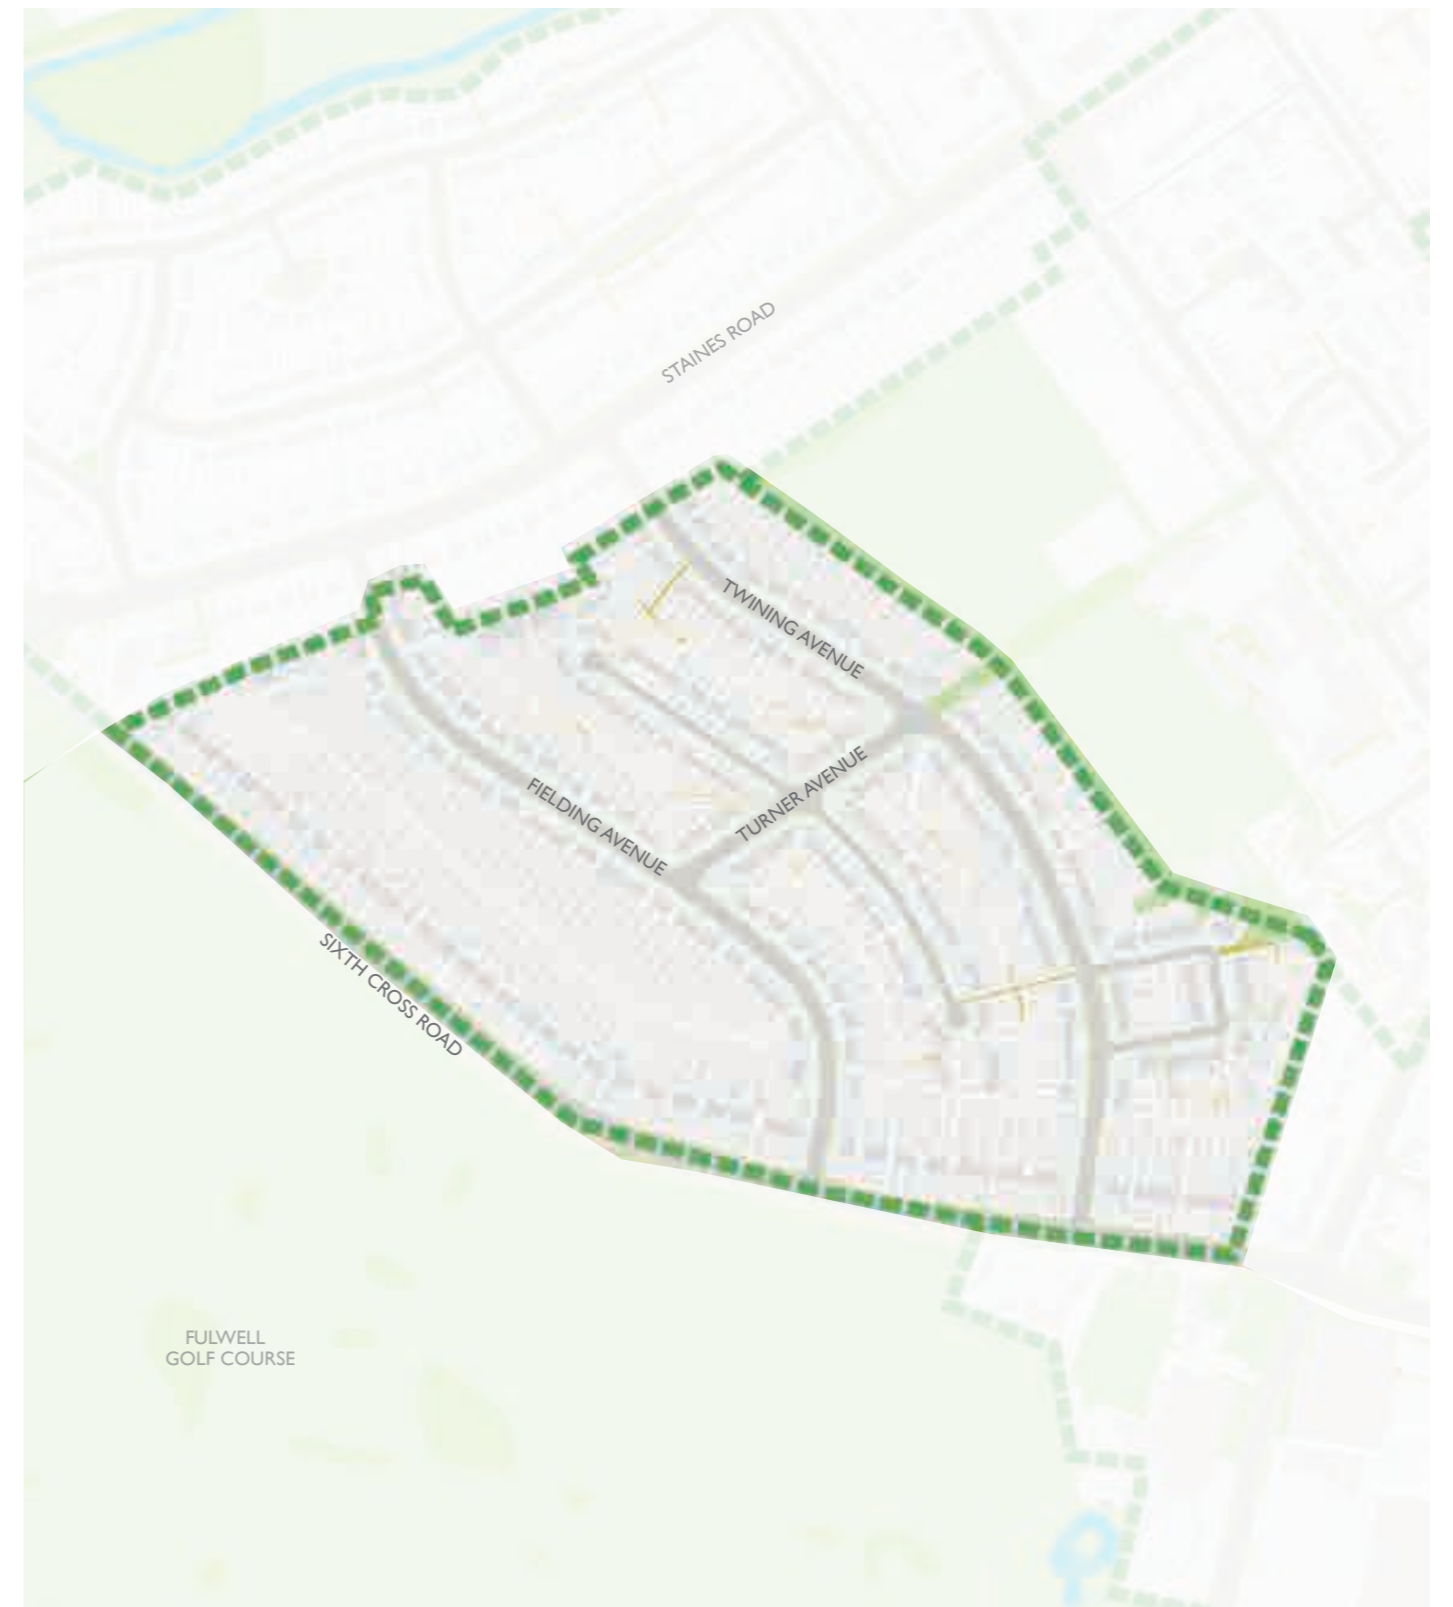 STAINES ROAD
TWINING AVENUE
TURNER AVENUE
FIELDING AVENUE
SIXTH CROSS ROAD
FULWELL
GOLF COURSE